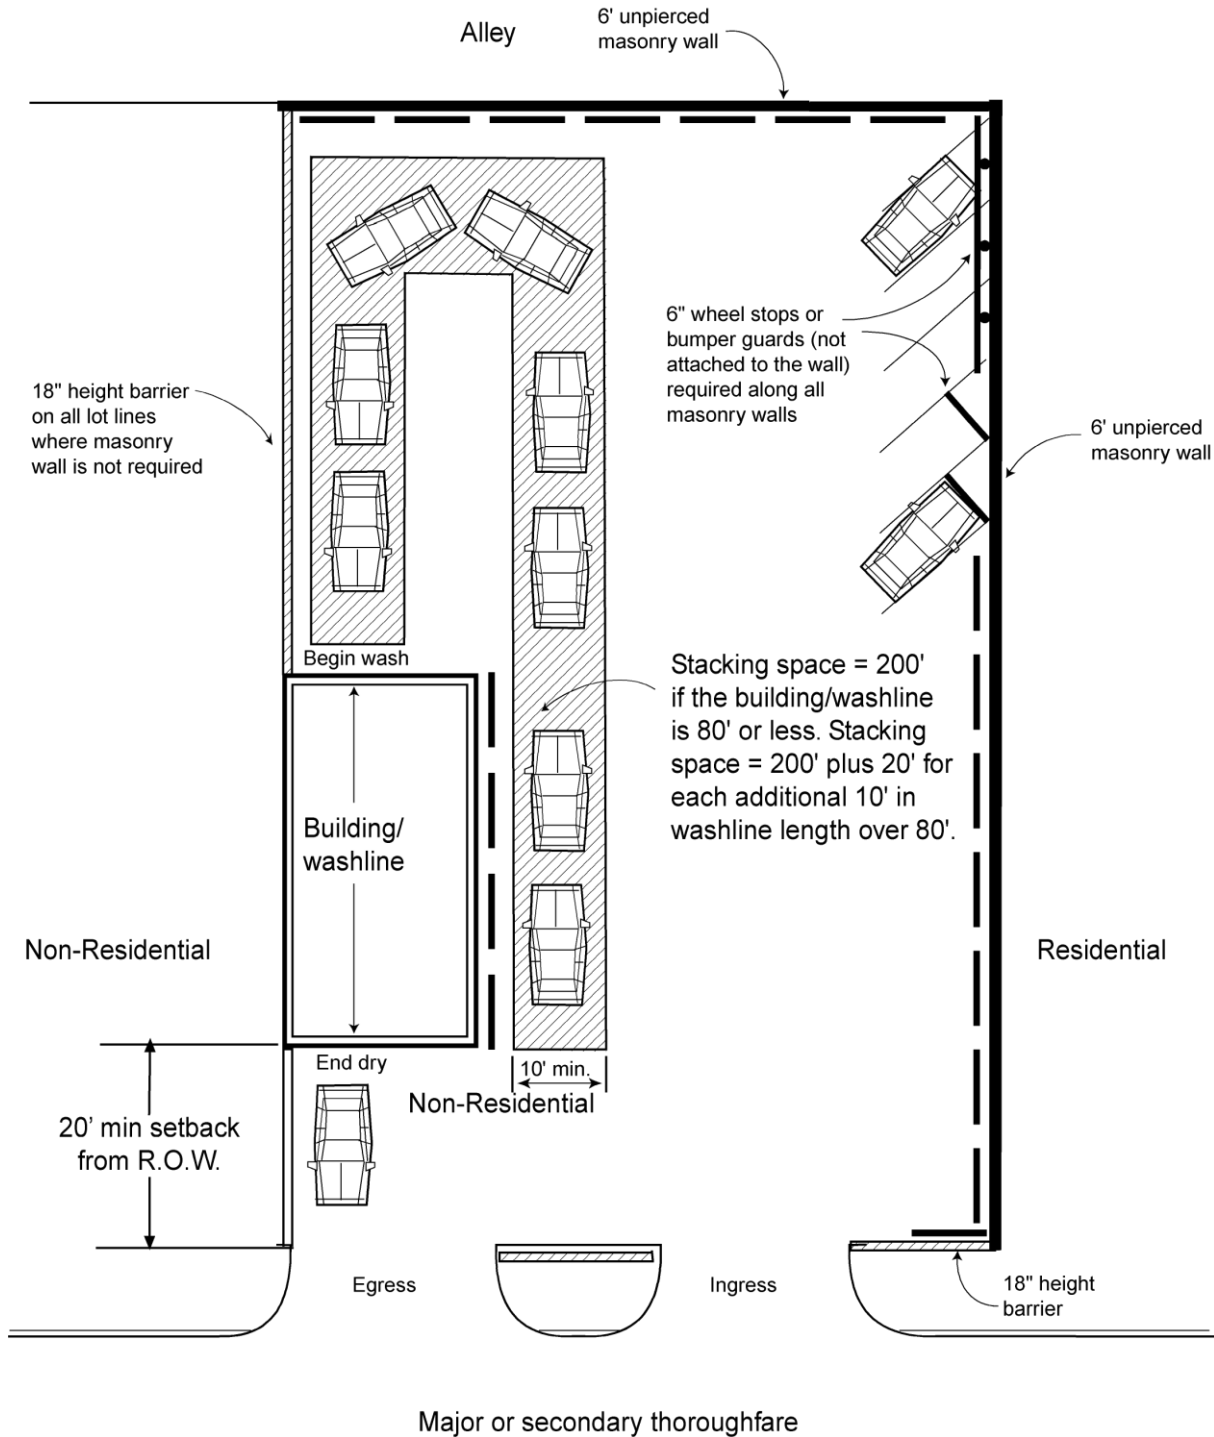 Alley
6' unpierced
masonry wall
6" wheel stops or
bumper guards (not
attached to the wall)
required along all
masonry walls
18" height barrier
on all lot lines
where masonry
wall is not required
6' unpierced
masonry wall
Begin wash
Stacking space = 200'
if the building/washline
is 80' or less. Stacking
space = 200' plus 20' for
each additional 10' in
washline length over 80'.
Building/
washline
Non-Residential
Residential
End dry
10' min.
Non-Residential
20’ min setback
from R.O.W.
Egress
Ingress
18" height
barrier
Major or secondary thoroughfare